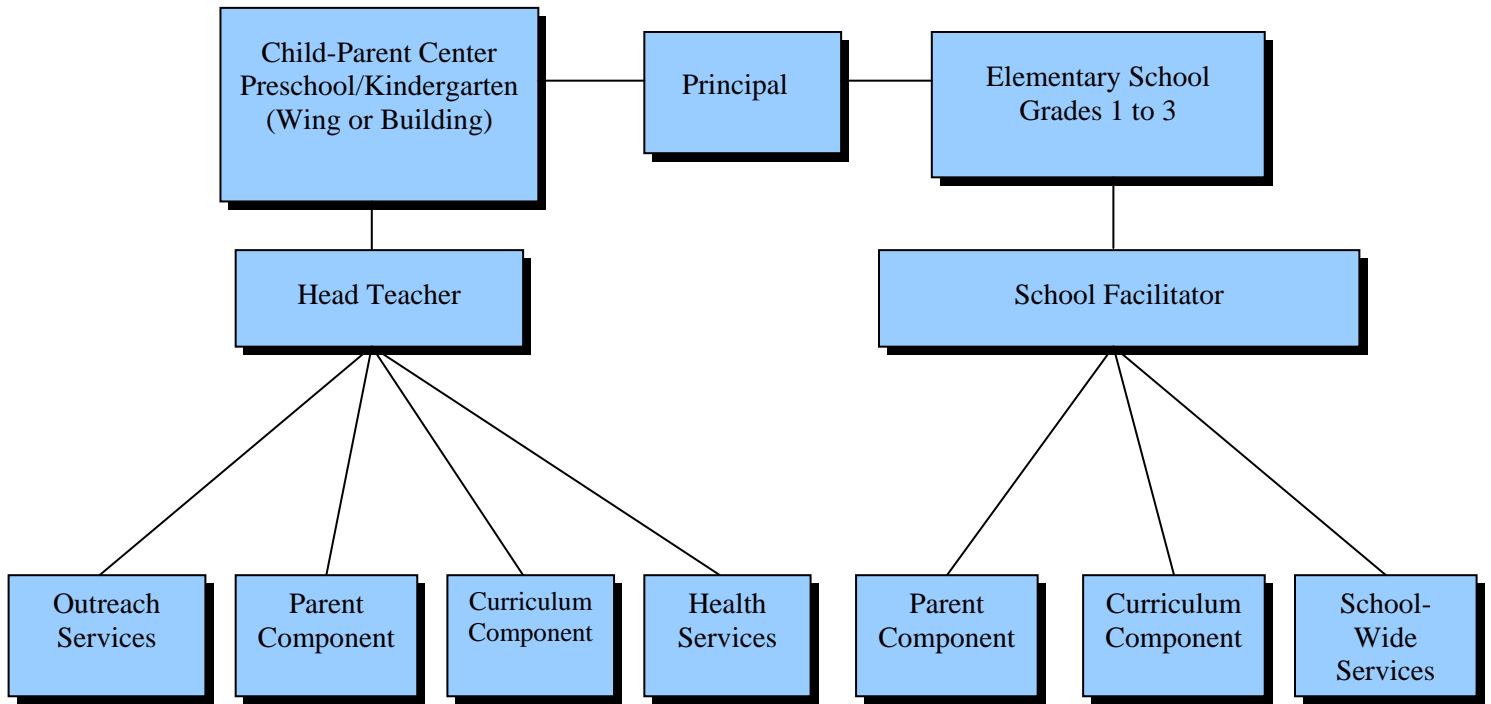 Child-Parent Center
Preschool/Kindergarten
(Wing or Building)
Principal
Elementary School
Grades 1 to 3
Head Teacher
School Facilitator
Outreach
Services
Parent
Component
Curriculum
Component
Health
Services
Parent
Component
Curriculum
Component
School-
Wide
Services